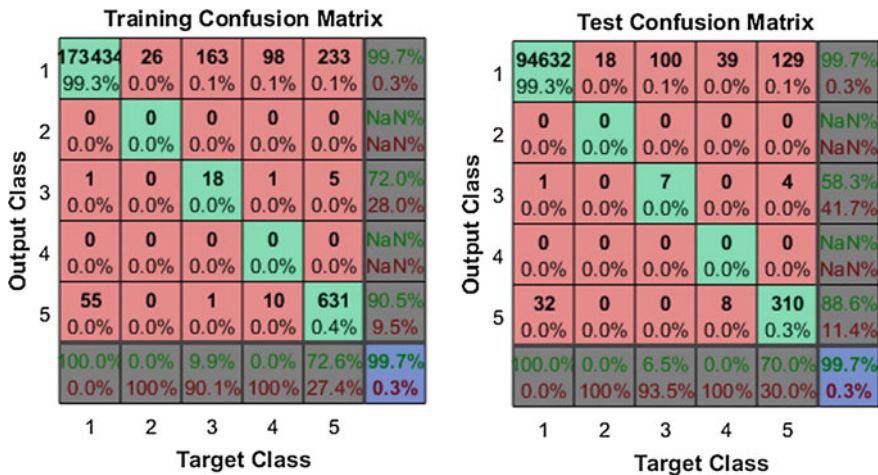 Training Confusion Matrix
1 173434 26 163 98 233 99.7%
99.3% 0.0% 0.1% 0.1% 0.1% 0.3%
2 0 0 0 0 0 NaN%
0.0% 0.0% 0.0% 0.0% 0.0% NaN%
3 1 0 18 1 5 72.0%
0.0% 0.0% 0.0% 0.0% 0.0% 28.0%
4 0 0 0 0 0 NaN%
0.0% 0.0% 0.0% 0.0% 0.0% NaN%
5 55 0 1 10 631 90.5%
0.0% 0.0% 0.0% 0.0% 0.4% 9.5%
100.0% 0.0% 9.9% 0.0% 72.6% 99.7%
0.0% 100% 90.1% 100% 27.4% 0.3%
1 2 3 4 5
Target Class
Output Class
Test Confusion Matrix
1 94632 18 100 39 129 99.7%
99.3% 0.0% 0.1% 0.0% 0.1% 0.3%
2 0 0 0 0 0 NaN%
0.0% 0.0% 0.0% 0.0% 0.0% NaN%
3 1 0 7 0 4 58.3%
0.0% 0.0% 0.0% 0.0% 0.0% 41.7%
4 0 0 0 0 0 NaN%
0.0% 0.0% 0.0% 0.0% 0.0% NaN%
5 32 0 0 8 310 88.6%
0.0% 0.0% 0.0% 0.0% 0.3% 11.4%
100.0% 0.0% 6.5% 0.0% 70.0% 99.7%
0.0% 100% 93.5% 100% 30.0% 0.3%
1 2 3 4 5
Target Class
Output Class